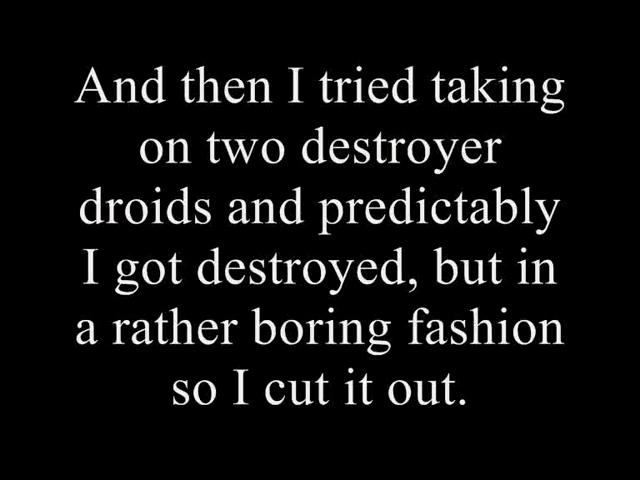 And then I tried taking
on two destroyer
droids and predictably
I got destroyed, but in
a rather boring fashion
so I cut it out.